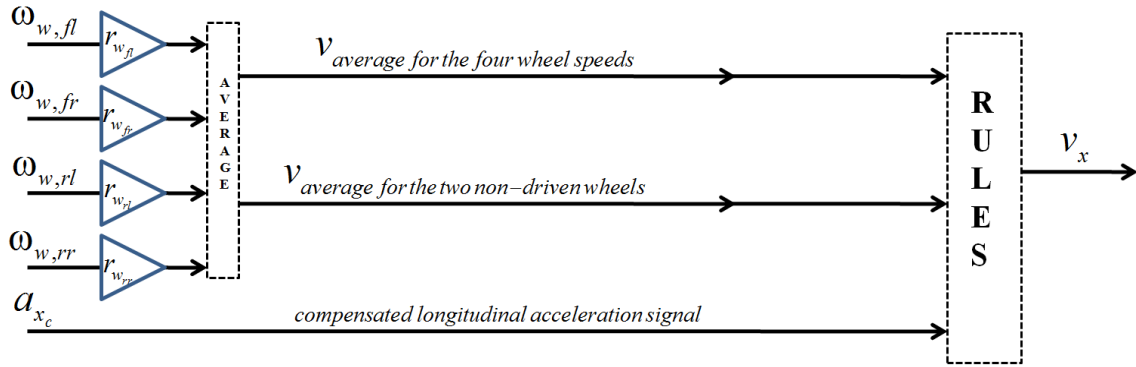 ω_{w,fl}
r_{w_{fl}}
v_{average for the four wheel speeds}
ω_{w,fr}
r_{w_{fr}}
AVERAGE
RULES
v_x
ω_{w,rl}
r_{w_{rl}}
v_{average for the two non−driven wheels}
ω_{w,rr}
r_{w_{rr}}
a_{x_c}
compensated longitudinal acceleration signal